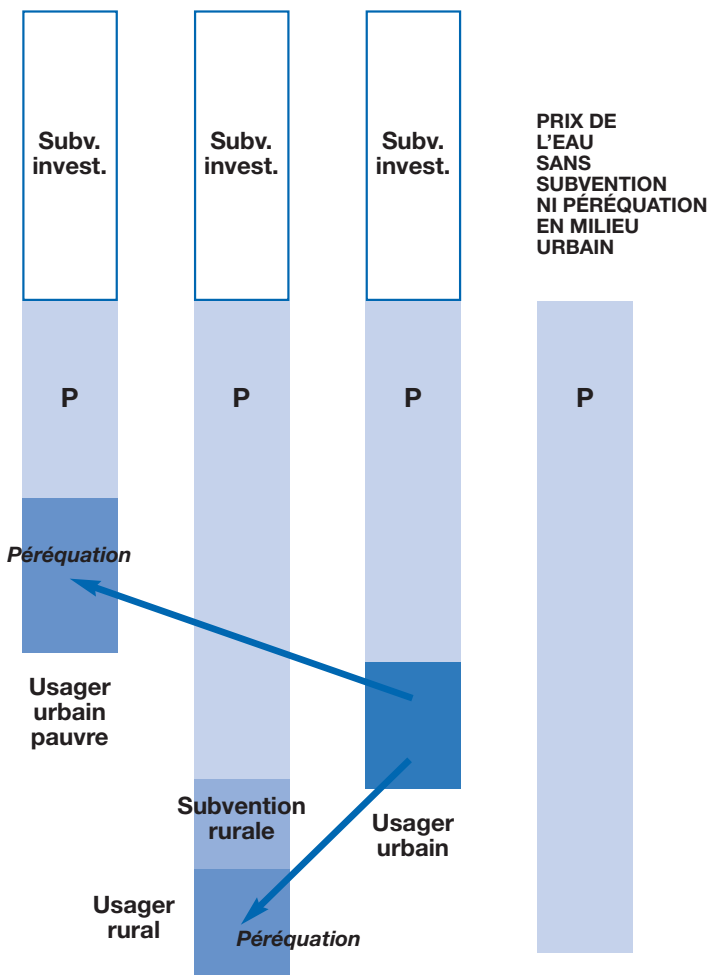 Subv.
invest.
Subv.
invest.
Subv.
invest.
PRIX DE
L'EAU
SANS
SUBVENTION
NI PÉRÉQUATION
EN MILIEU
URBAIN
P
P
P
P
Péréquation
Usager
urbain
pauvre
Subvention
rurale
Usager
urbain
Usager
rural
Péréquation